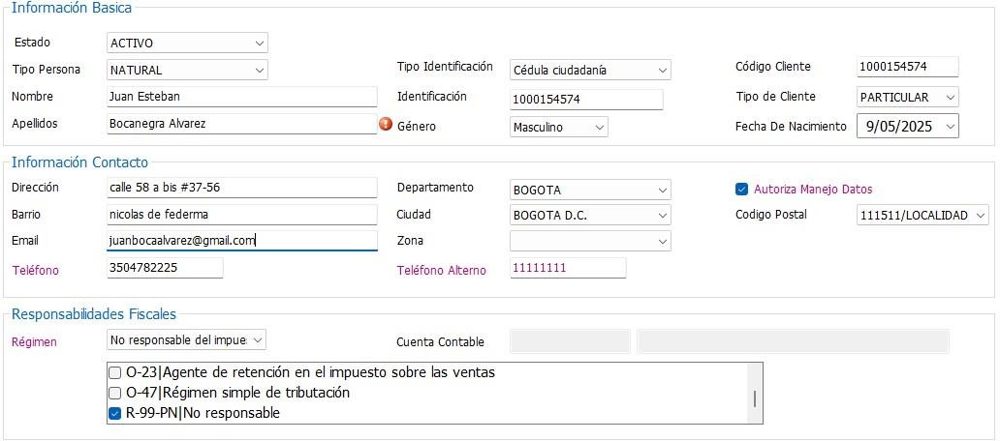 Información Basica
Estado ACTIVO
Tipo Persona NATURAL Tipo Identificación Cédula ciudadanía Código Cliente 1000154574
Nombre Juan Esteban Identificación 1000154574 Tipo de Cliente PARTICULAR
Apellidos Bocanegra Alvarez Género Masculino Fecha De Nacimiento 9/05/2025
Información Contacto
Dirección calle 58 a bis #37-56 Departamento BOGOTA Autoriza Manejo Datos
Barrio nicolas de federma Ciudad BOGOTA D.C. Codigo Postal 111511/LOCALIDAD
Email juanbocaalvarez@gmail.com Zona
Teléfono 3504782225 Teléfono Alterno 11111111
Responsabilidades Fiscales
Régimen No responsable del impue: Cuenta Contable
O-23|Agente de retención en el impuesto sobre las ventas
O-47|Régimen simple de tributación
R-99-PN|No responsable